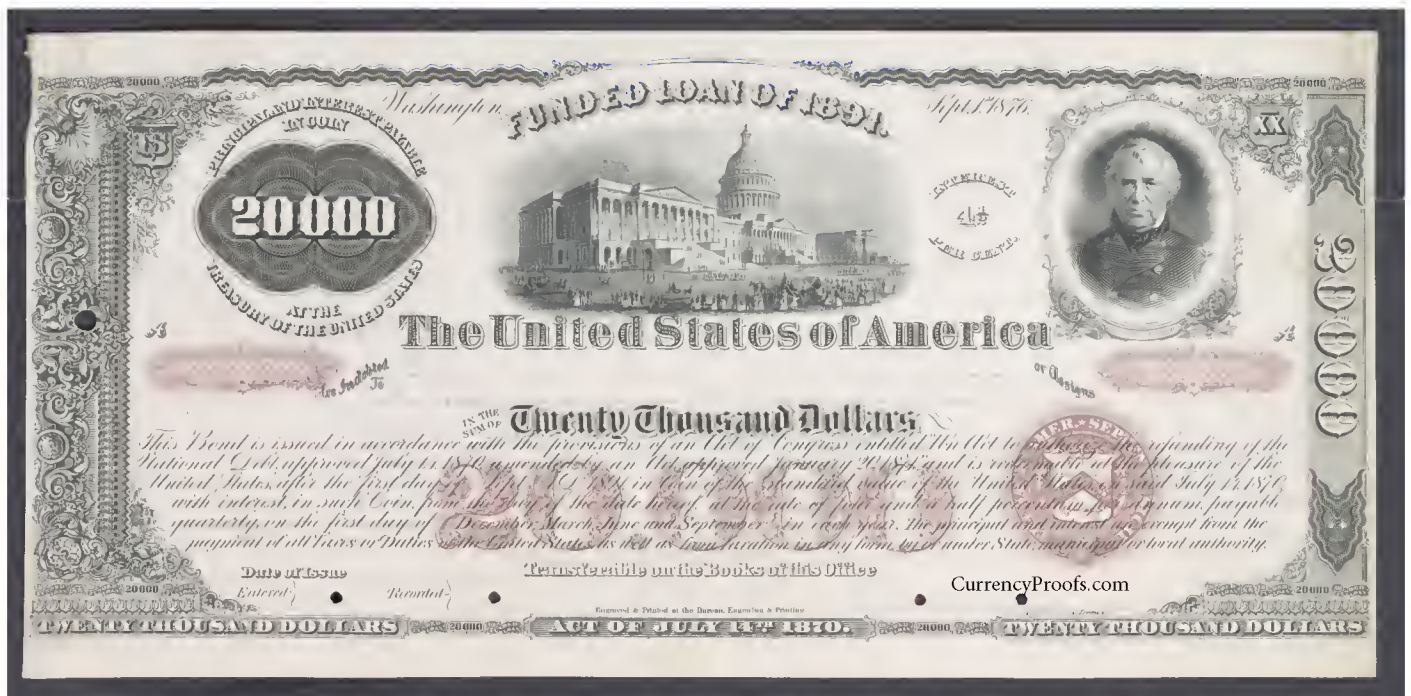 20000
20000
Washington,
FUNDED LOAN OF 1891.
Sept. 1st 1876.
PRINCIPAL AND INTEREST PAYABLE
IN COIN
20000
AT THE
TREASURY OF THE UNITED STATES
INTEREST
4½
PER CENT.
XX
20000
The United States of America
Are Indebted
To
or Assigns
IN THE
SUM OF
Twenty Thousand Dollars
This Bond is issued in accordance with the provisions of an Act of Congress entitled "An Act to authorize the refunding of the
National Debt, approved July 14, 1870, amended by an Act approved January 20, 1871, and is redeemable at the pleasure of the
United States, after the first day of in Coin of the standard value of the United States on said July 14, 1870,
with interest, in such Coin, from the day of the date hereof, at the rate of four and a half per centum per annum, payable
quarterly, on the first day of December, March, June and September in each year. The principal and interest are exempt from the
payment of all Taxes or Duties of the United States as well as from taxation in any form, by or under State, municipal or local authority.
20000
Date of Issue
Transferable on the Books of this Office
Entered
Recorded
CurrencyProofs.com
20000
20000
Engraved & Printed at the Bureau, Engraving & Printing
TWENTY THOUSAND DOLLARS
20000
ACT OF JULY 14TH 1870.
20000
TWENTY THOUSAND DOLLARS